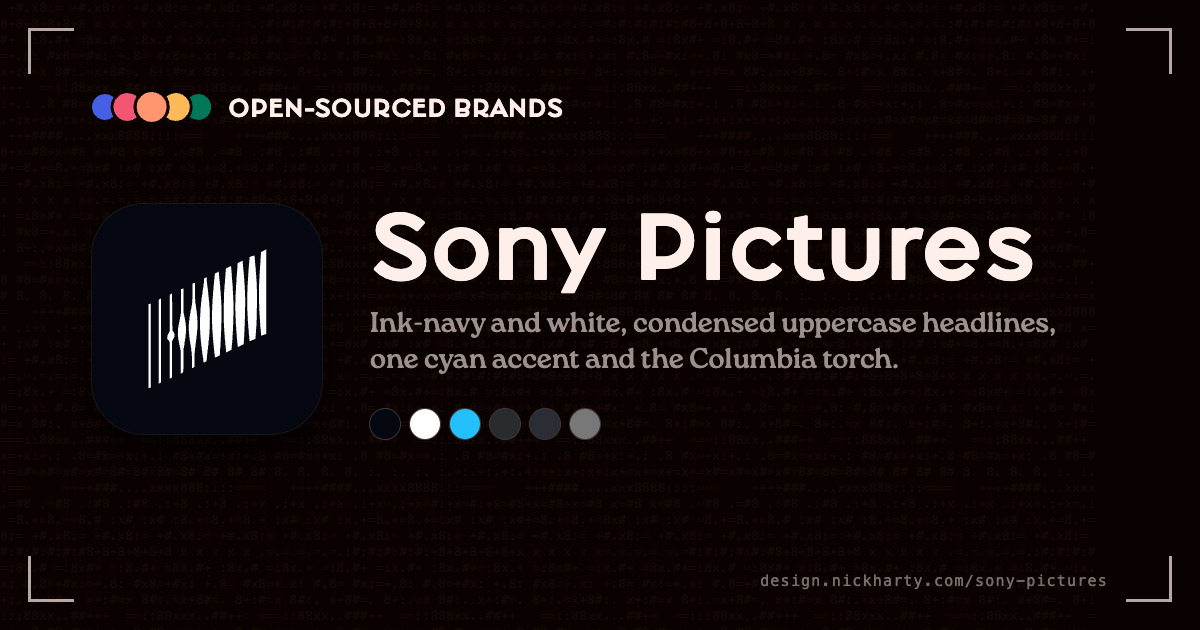 OPEN-SOURCED BRANDS
Sony Pictures
Ink-navy and white, condensed uppercase headlines,
one cyan accent and the Columbia torch.
design.nickharty.com/sony-pictures